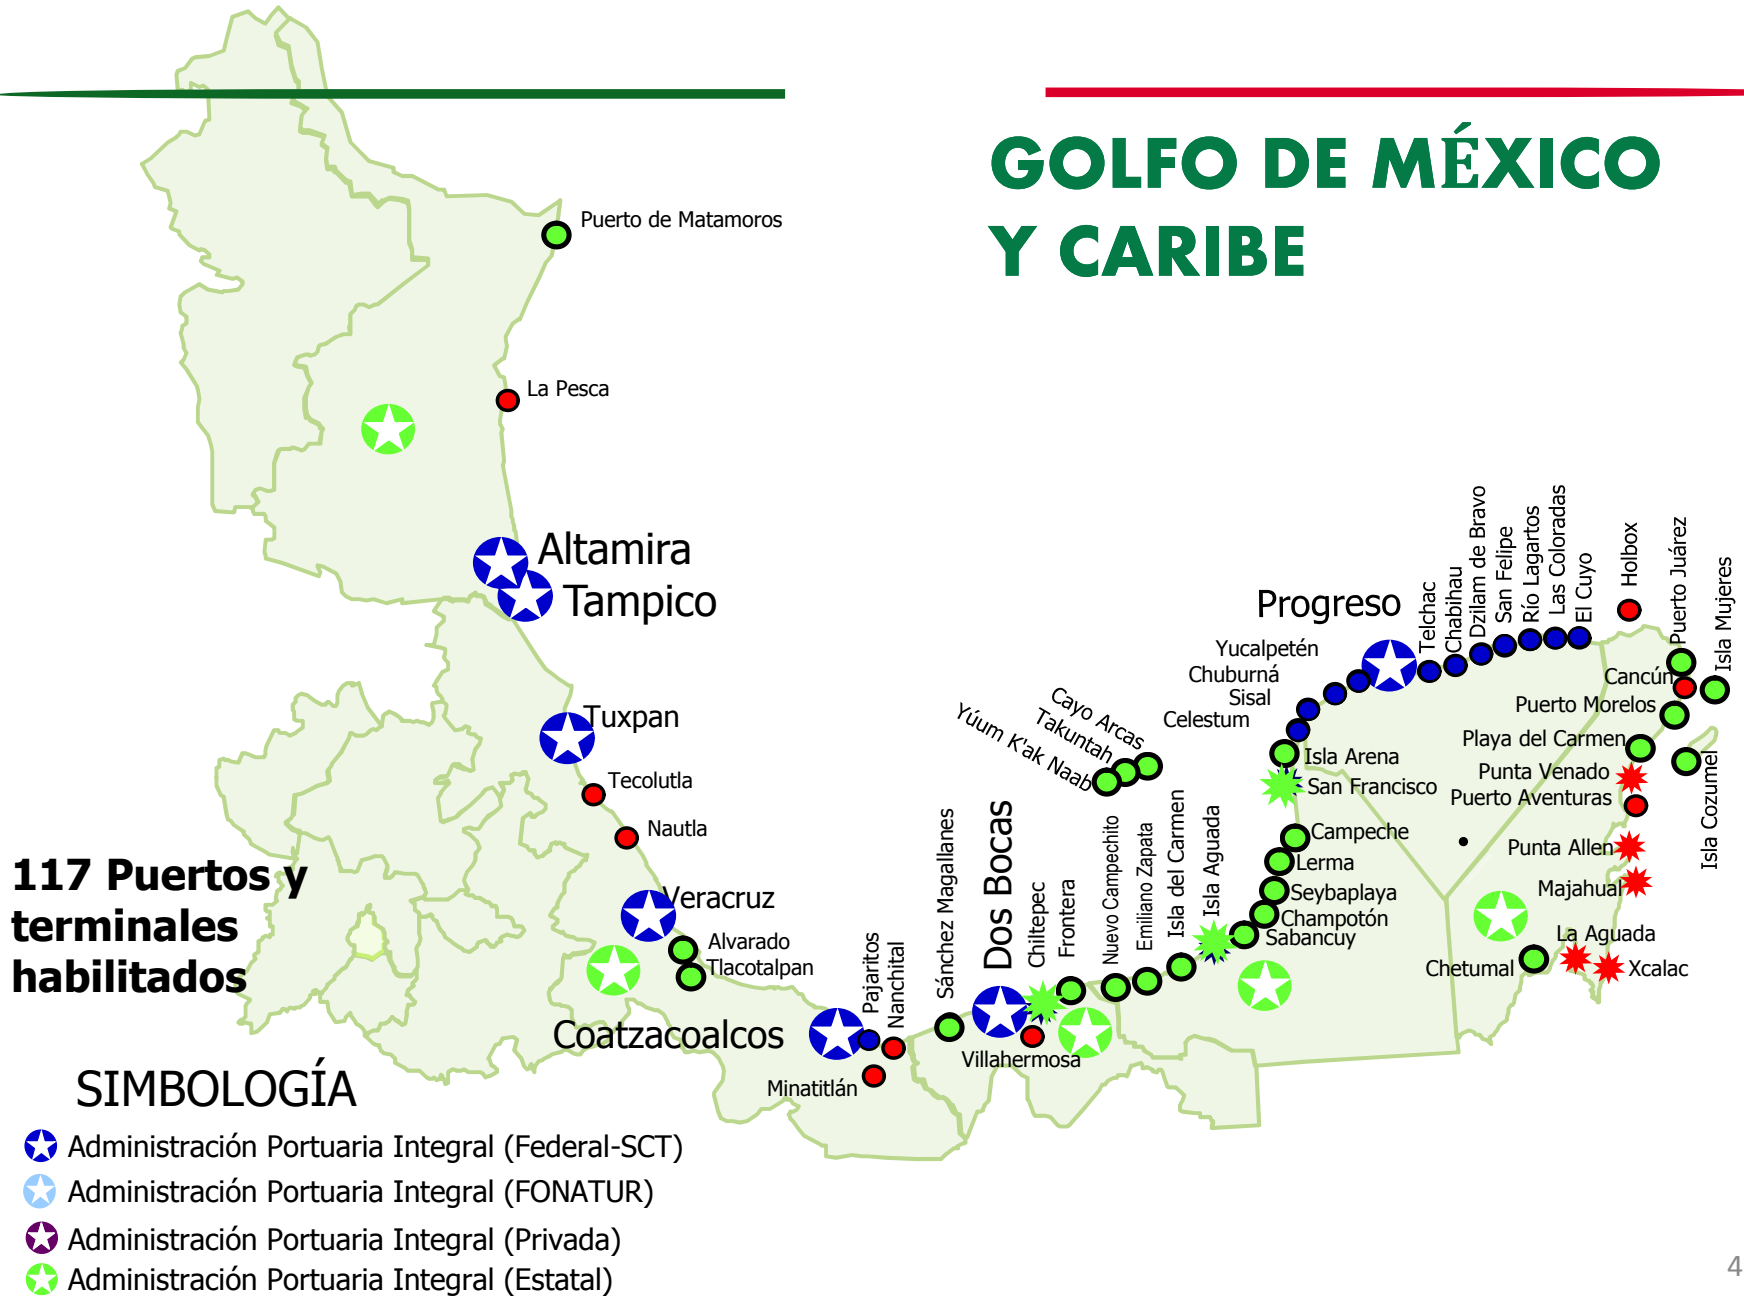 GOLFO DE MÉXICO
Y CARIBE
Puerto de Matamoros
La Pesca
Altamira
Tampico
Tuxpan
Tecolutla
Nautla
Veracruz
Alvarado
Tlacotalpan
Coatzacoalcos
Pajaritos
Nanchital
Minatitlán
Sánchez Magallanes
Dos Bocas
Chiltepec
Villahermosa
Frontera
Nuevo Campechito
Emiliano Zapata
Isla del Carmen
Isla Aguada
Yúum K'ak Naab
Takuntah
Cayo Arcas
Sabancuy
Champotón
Seybaplaya
Lerma
Campeche
San Francisco
Isla Arena
Celestum
Sisal
Chuburná
Yucalpetén
Progreso
Telchac
Chabihau
Dzilam de Bravo
San Felipe
Río Lagartos
Las Coloradas
El Cuyo
Holbox
Puerto Juárez
Isla Mujeres
Cancún
Puerto Morelos
Playa del Carmen
Isla Cozumel
Punta Venado
Puerto Aventuras
Punta Allen
Majahual
La Aguada
Chetumal
Xcalac
117 Puertos y
terminales
habilitados
SIMBOLOGÍA
Administración Portuaria Integral (Federal-SCT)
Administración Portuaria Integral (FONATUR)
Administración Portuaria Integral (Privada)
Administración Portuaria Integral (Estatal)
4